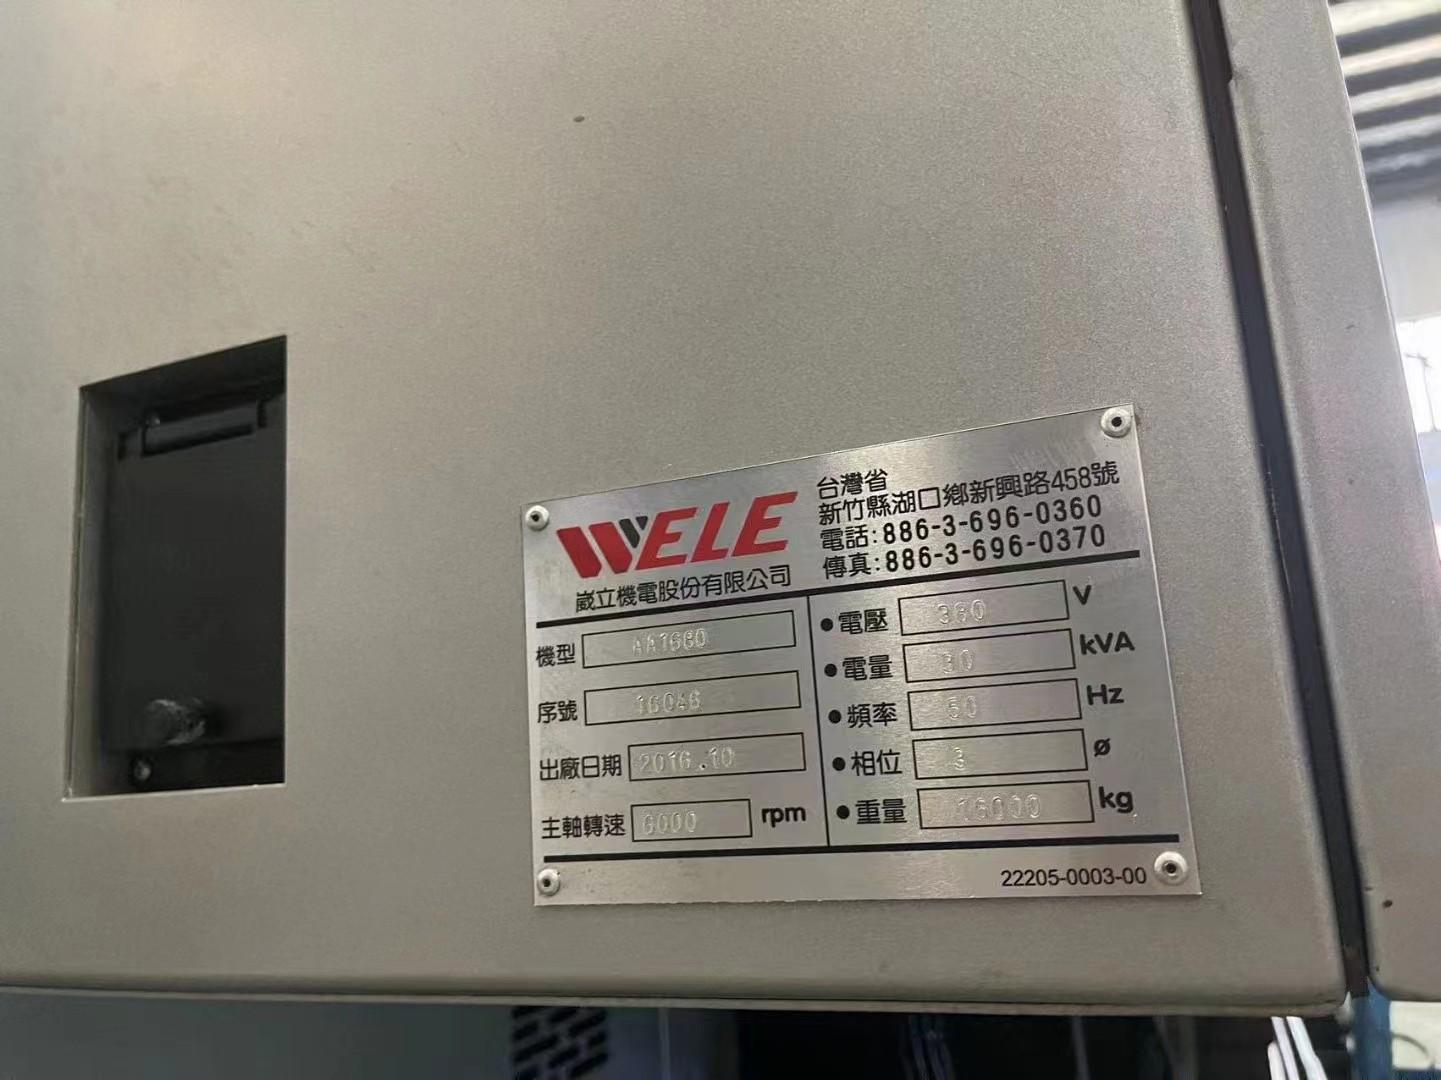 WELE
崴立機電股份有限公司
台灣省
新竹縣湖口鄉新興路458號
電話:886-3-696-0360
傳真:886-3-696-0370
機型
序號 16046
出廠日期 2016.10
主軸轉速 6000 rpm
●電壓 380 V
●電量 30 kVA
●頻率 50 Hz
●相位 3 ø
●重量 16000 kg
22205-0003-00